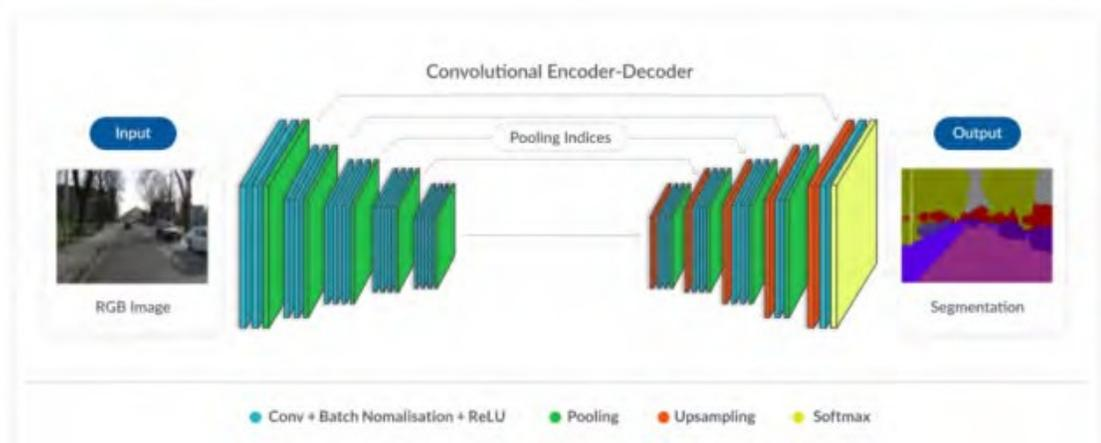 Convolutional Encoder-Decoder
Input
Pooling Indices
Output
RGB Image
Segmentation
Conv + Batch Nomalisation + ReLU
Pooling
Upsampling
Softmax